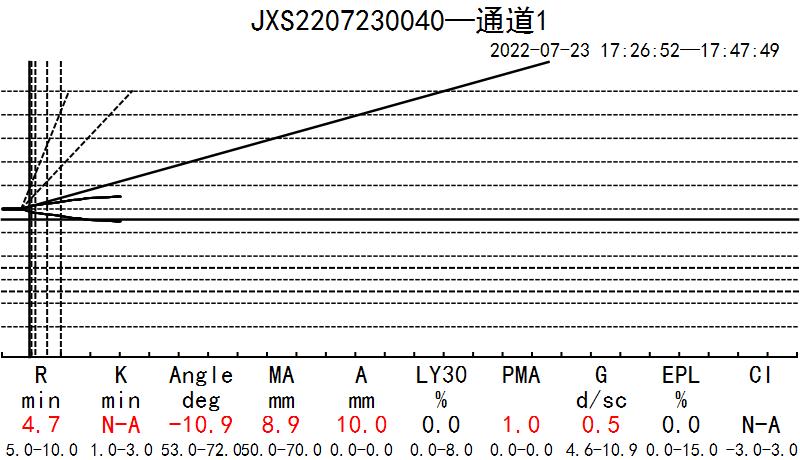 JXS2207230040—通道1
2022-07-23 17:26:52—17:47:49
R K Angle MA A LY30 PMA G EPL CI
min min deg mm mm % d/sc %
4.7 N-A -10.9 8.9 10.0 0.0 1.0 0.5 0.0 N-A
5.0-10.0 1.0-3.0 53.0-72.0 50.0-70.0 0.0-0.0 0.0-8.0 0.0-0.0 4.6-10.9 0.0-15.0 -3.0-3.0